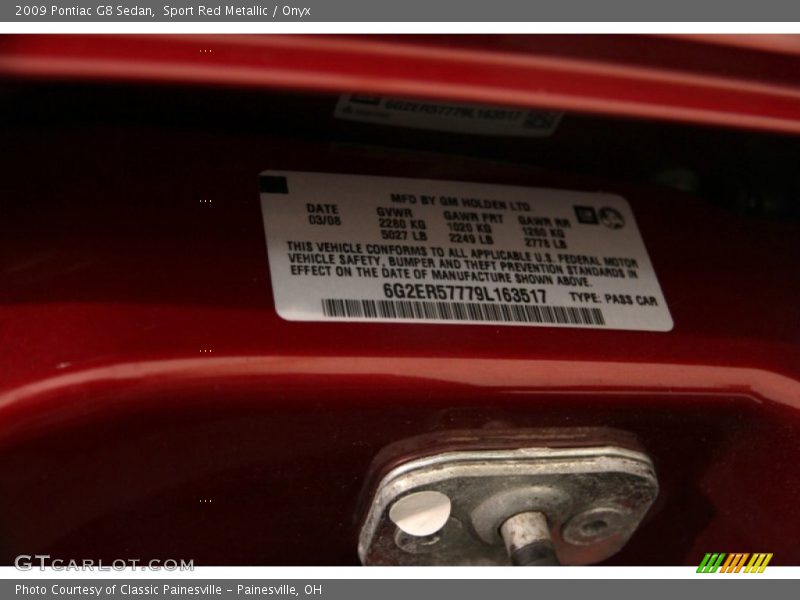 2009 Pontiac G8 Sedan, Sport Red Metallic / Onyx
6G2ER57779L163517
MFD BY GM HOLDEN LTD.
DATE GVWR GAWR FRT GAWR RR GM
03/08 2280 KG 1020 KG 1260 KG
5027 LB 2249 LB 2778 LB
THIS VEHICLE CONFORMS TO ALL APPLICABLE U.S. FEDERAL MOTOR
VEHICLE SAFETY, BUMPER AND THEFT PREVENTION STANDARDS IN
EFFECT ON THE DATE OF MANUFACTURE SHOWN ABOVE.
6G2ER57779L163517 TYPE: PASS CAR
GTCARLOT.COM
Photo Courtesy of Classic Painesville - Painesville, OH